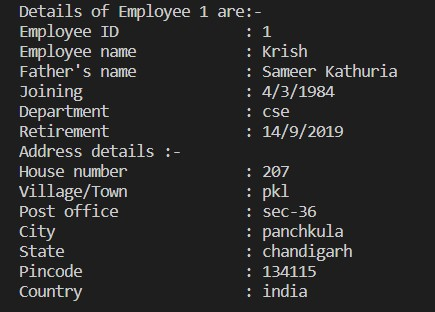 Details of Employee 1 are:-
Employee ID : 1
Employee name : Krish
Father's name : Sameer Kathuria
Joining : 4/3/1984
Department : cse
Retirement : 14/9/2019
Address details :-
House number : 207
Village/Town : pkl
Post office : sec-36
City : panchkula
State : chandigarh
Pincode : 134115
Country : india